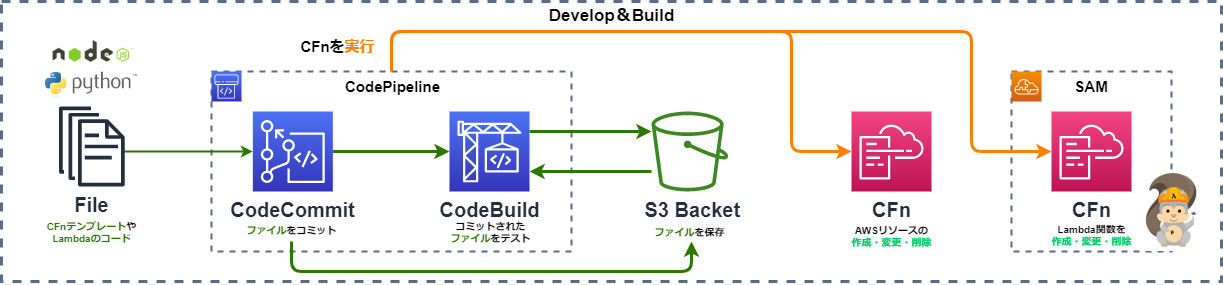 Develop&Build
CFnを実行
node
JS
python™
CodePipeline
SAM
File
CFnテンプレートや
Lambdaのコード
CodeCommit
ファイルをコミット
CodeBuild
コミットされた
ファイルをテスト
S3 Backet
ファイルを保存
CFn
AWSリソースの
作成・変更・削除
CFn
Lambda関数を
作成・変更・削除